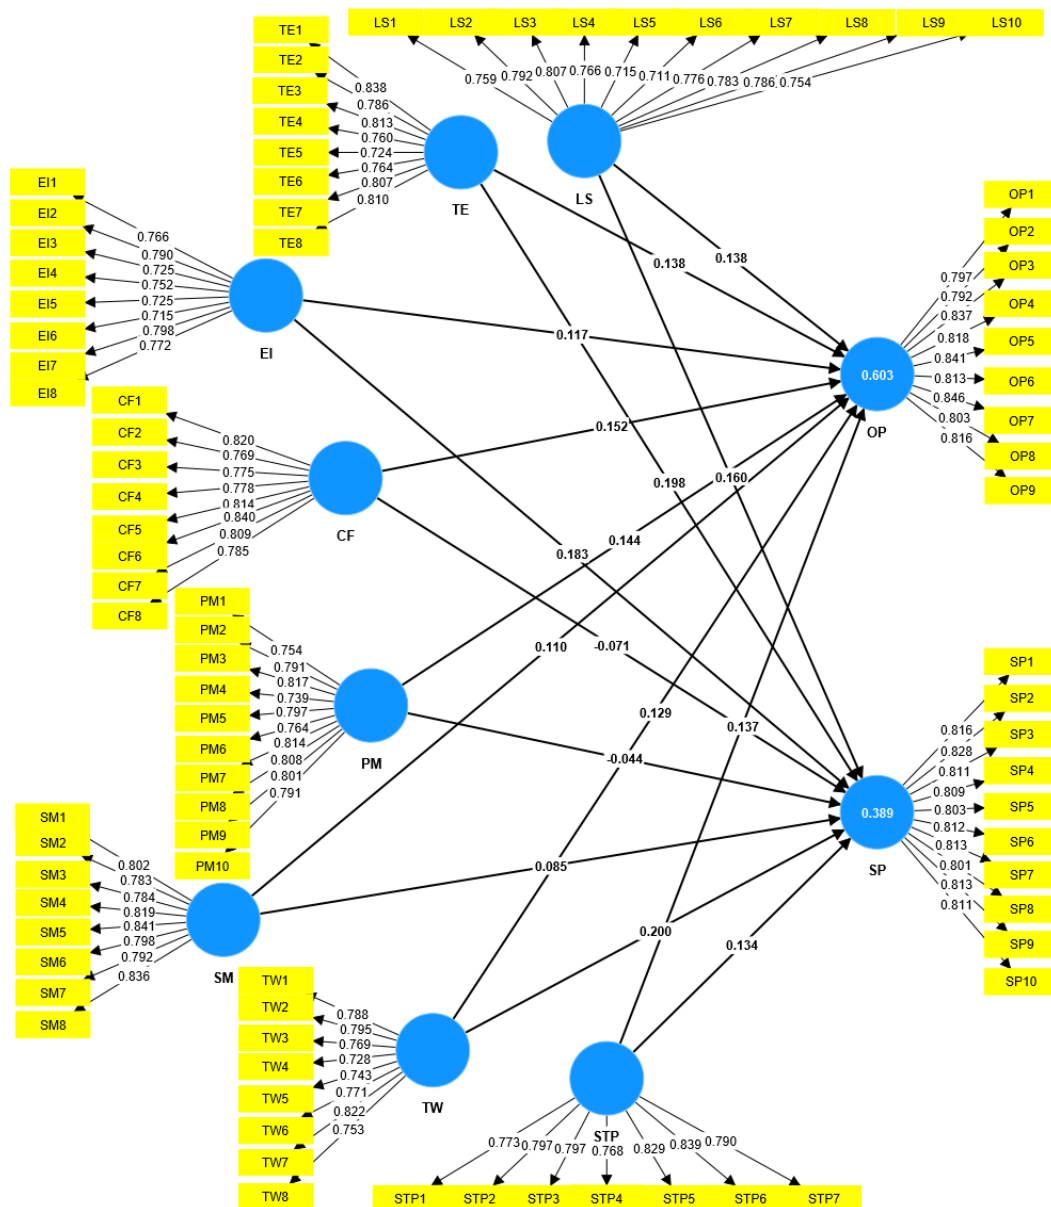 LS1 LS2 LS3 LS4 LS5 LS6 LS7 LS8 LS9 LS10
0.759 0.792 0.807 0.766 0.715 0.711 0.776 0.783 0.786 0.754
LS
TE1
TE2
TE3
TE4
TE5
TE6
TE7
TE8
0.838
0.786
0.813
0.760
0.724
0.764
0.807
0.810
TE
EI1
EI2
EI3
EI4
EI5
EI6
EI7
EI8
0.766
0.790
0.725
0.752
0.725
0.715
0.798
0.772
EI
CF1
CF2
CF3
CF4
CF5
CF6
CF7
CF8
0.820
0.769
0.775
0.778
0.814
0.840
0.809
0.785
CF
PM1
PM2
PM3
PM4
PM5
PM6
PM7
PM8
PM9
PM10
0.754
0.791
0.817
0.739
0.797
0.764
0.814
0.808
0.801
0.791
PM
SM1
SM2
SM3
SM4
SM5
SM6
SM7
SM8
0.802
0.783
0.784
0.819
0.841
0.798
0.792
0.836
SM
TW1
TW2
TW3
TW4
TW5
TW6
TW7
TW8
0.788
0.795
0.769
0.728
0.743
0.771
0.822
0.753
TW
STP
0.773 0.797 0.797 0.768 0.829 0.839 0.790
STP1 STP2 STP3 STP4 STP5 STP6 STP7
0.138
0.138
0.117
0.152
0.160
0.198
0.144
0.183
0.110
-0.071
0.129
0.137
-0.044
0.085
0.200
0.134
0.603
OP
0.797
0.792
0.837
0.818
0.841
0.813
0.846
0.803
0.816
OP1
OP2
OP3
OP4
OP5
OP6
OP7
OP8
OP9
0.389
SP
0.816
0.828
0.811
0.809
0.803
0.812
0.813
0.801
0.813
0.811
SP1
SP2
SP3
SP4
SP5
SP6
SP7
SP8
SP9
SP10